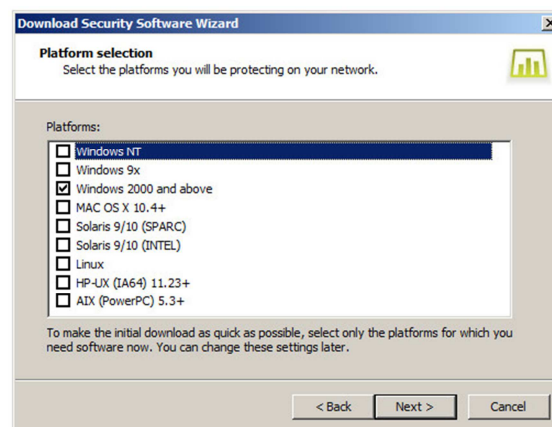 Download Security Software Wizard
Platform selection
Select the platforms you will be protecting on your network.
Platforms:
Windows NT
Windows 9x
Windows 2000 and above
MAC OS X 10.4+
Solaris 9/10 (SPARC)
Solaris 9/10 (INTEL)
Linux
HP-UX (IA64) 11.23+
AIX (PowerPC) 5.3+
To make the initial download as quick as possible, select only the platforms for which you
need software now. You can change these settings later.
< Back Next > Cancel